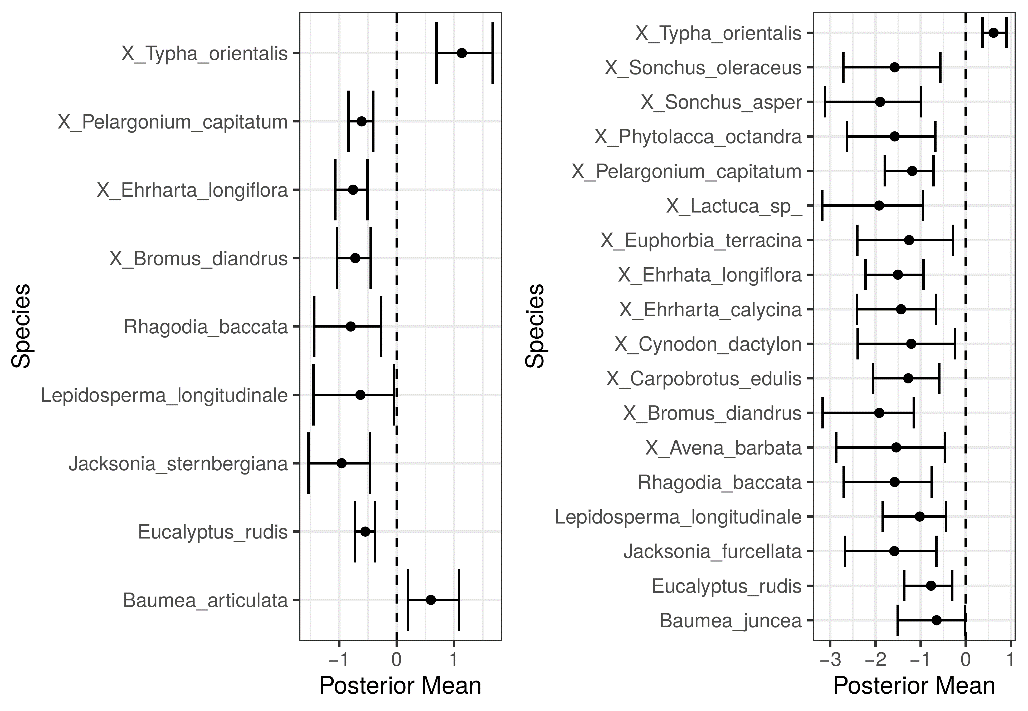 Species
X_Typha_orientalis
X_Pelargonium_capitatum
X_Ehrharta_longiflora
X_Bromus_diandrus
Rhagodia_baccata
Lepidosperma_longitudinale
Jacksonia_sternbergiana
Eucalyptus_rudis
Baumea_articulata
−1 0 1
Posterior Mean
Species
X_Typha_orientalis
X_Sonchus_oleraceus
X_Sonchus_asper
X_Phytolacca_octandra
X_Pelargonium_capitatum
X_Lactuca_sp_
X_Euphorbia_terracina
X_Ehrhata_longiflora
X_Ehrharta_calycina
X_Cynodon_dactylon
X_Carpobrotus_edulis
X_Bromus_diandrus
X_Avena_barbata
Rhagodia_baccata
Lepidosperma_longitudinale
Jacksonia_furcellata
Eucalyptus_rudis
Baumea_juncea
−3 −2 −1 0 1
Posterior Mean